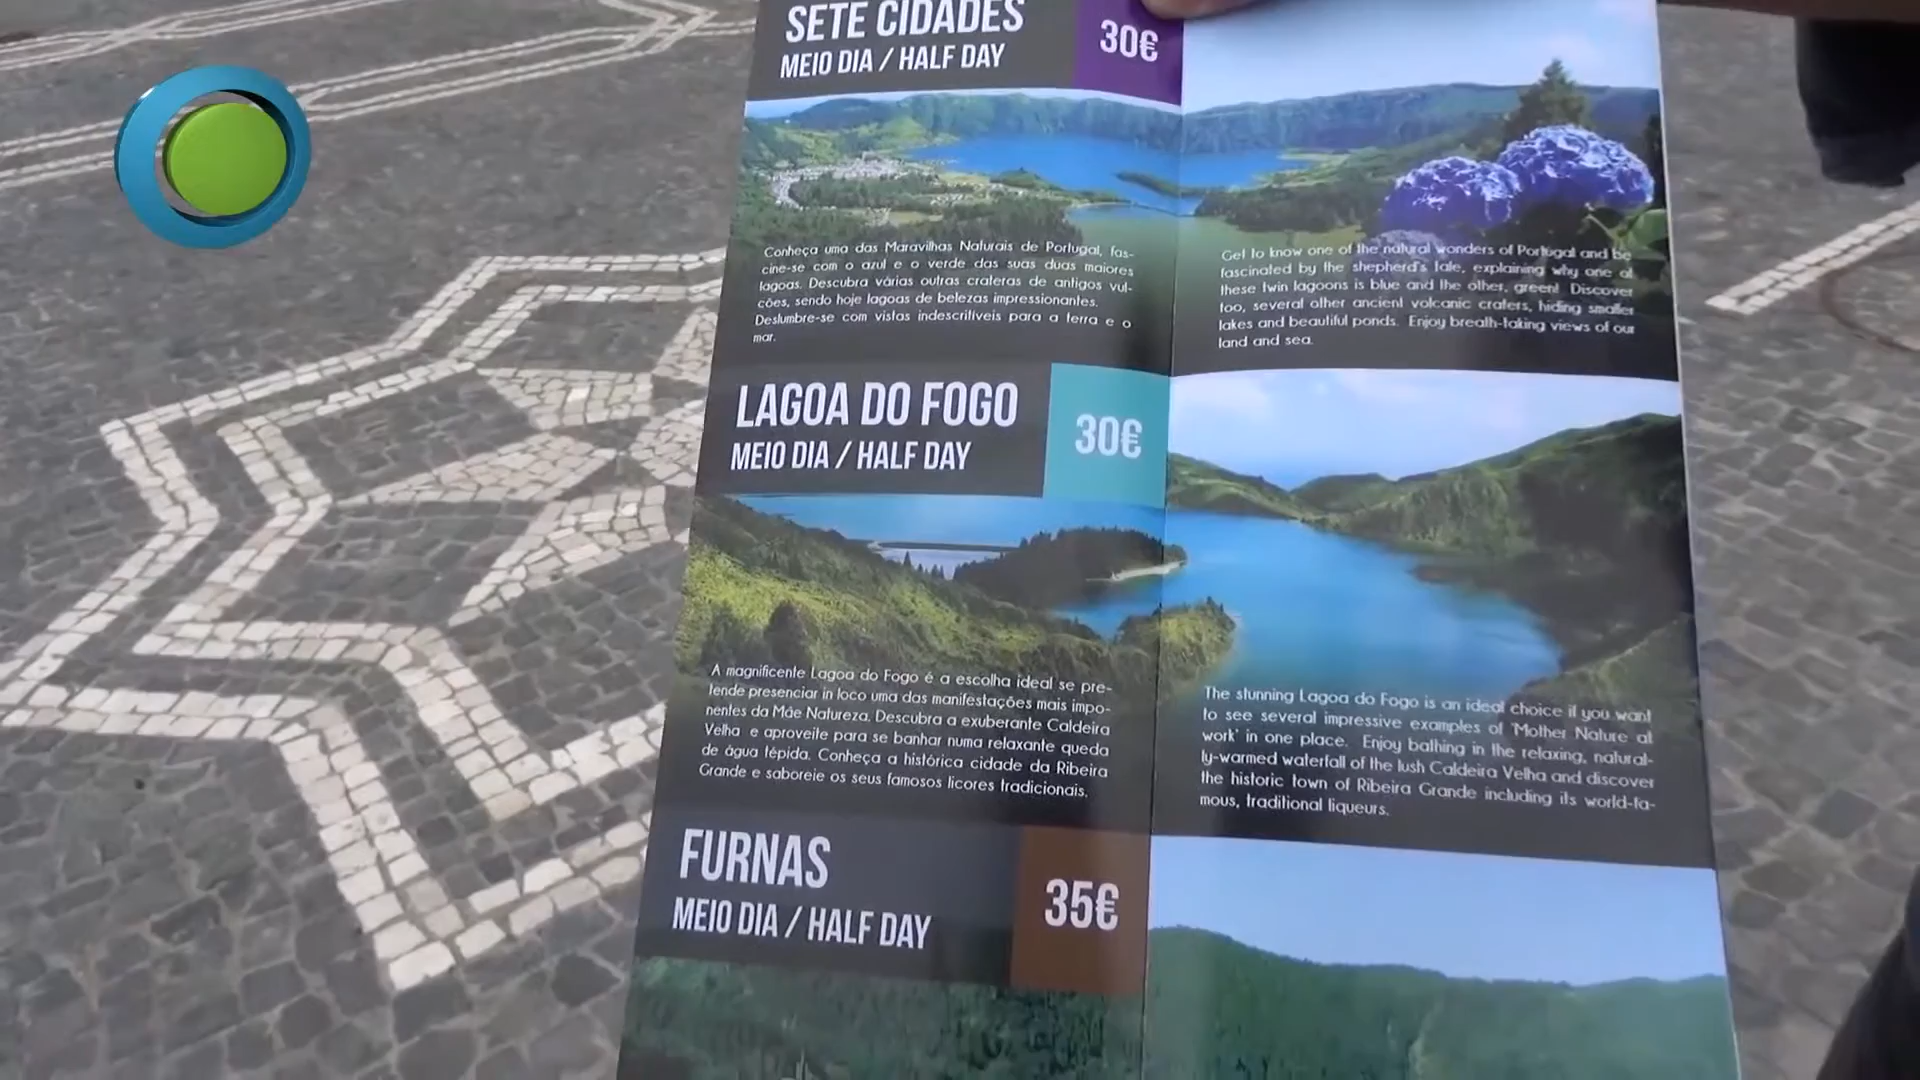 SETE CIDADES
MEIO DIA / HALF DAY
30€
Conheça uma das Maravilhas Naturais de Portugal, fas-
cine-se com o azul e o verde das suas duas maiores
lagoas. Descubra várias outras crateras de antigos vul-
cões, sendo hoje lagoas de belezas impressionantes.
Deslumbre-se com vistas indescritíveis para a terra e o
mar.
Get to know one of the natural wonders of Portugal and be
fascinated by the shepherd's tale, explaining why one of
these twin lagoons is blue and the other, green! Discover
too, several other ancient volcanic craters, hiding smaller
lakes and beautiful ponds. Enjoy breath-taking views of our
land and sea.
LAGOA DO FOGO
MEIO DIA / HALF DAY
30€
A magnificente Lagoa do Fogo é a escolha ideal se pre-
tende presenciar in loco uma das manifestações mais impo-
nentes da Mãe Natureza. Descubra a exuberante Caldeira
Velha e aproveite para se banhar numa relaxante queda
de água tépida. Conheça a histórica cidade da Ribeira
Grande e saboreie os seus famosos licores tradicionais.
The stunning Lagoa do Fogo is an ideal choice if you want
to see several impressive examples of 'Mother Nature at
work' in one place. Enjoy bathing in the relaxing, natural-
ly-warmed waterfall of the lush Caldeira Velha and discover
the historic town of Ribeira Grande including its world-fa-
mous, traditional liqueurs.
FURNAS
MEIO DIA / HALF DAY
35€